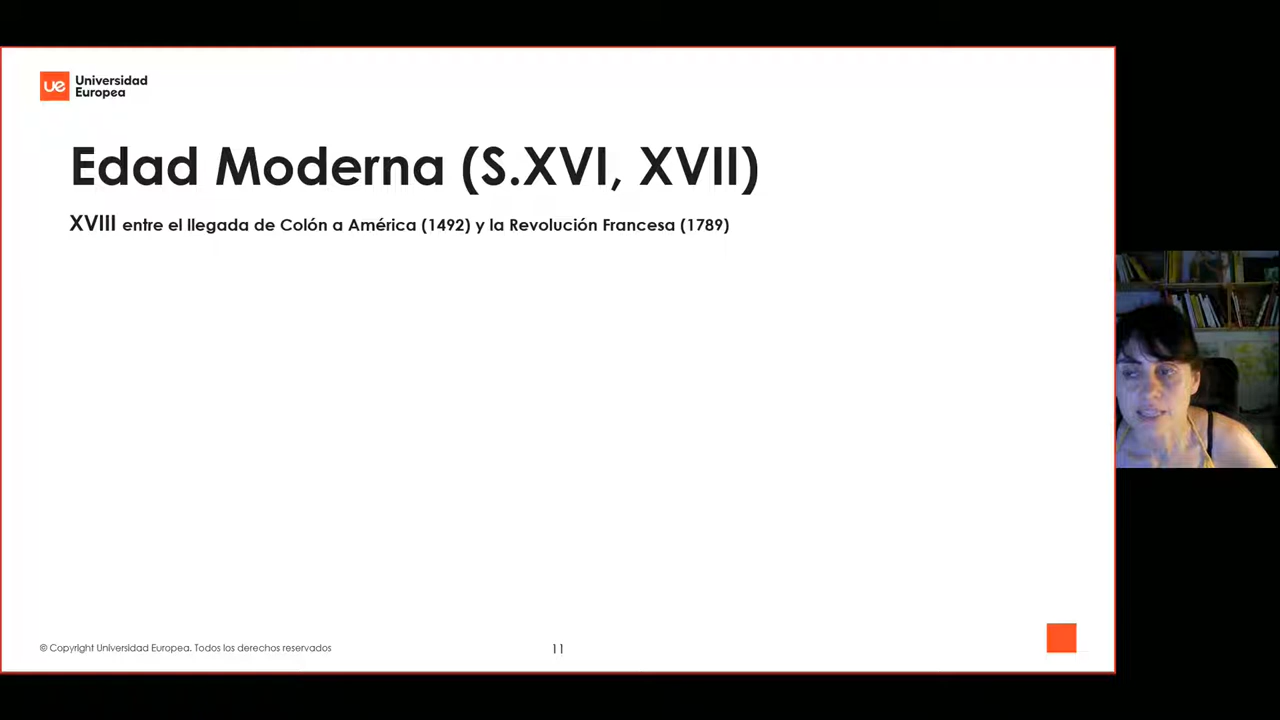 ue Universidad
Europea
Edad Moderna (S.XVI, XVII)
XVIII entre el llegada de Colón a América (1492) y la Revolución Francesa (1789)
© Copyright Universidad Europea. Todos los derechos reservados
11